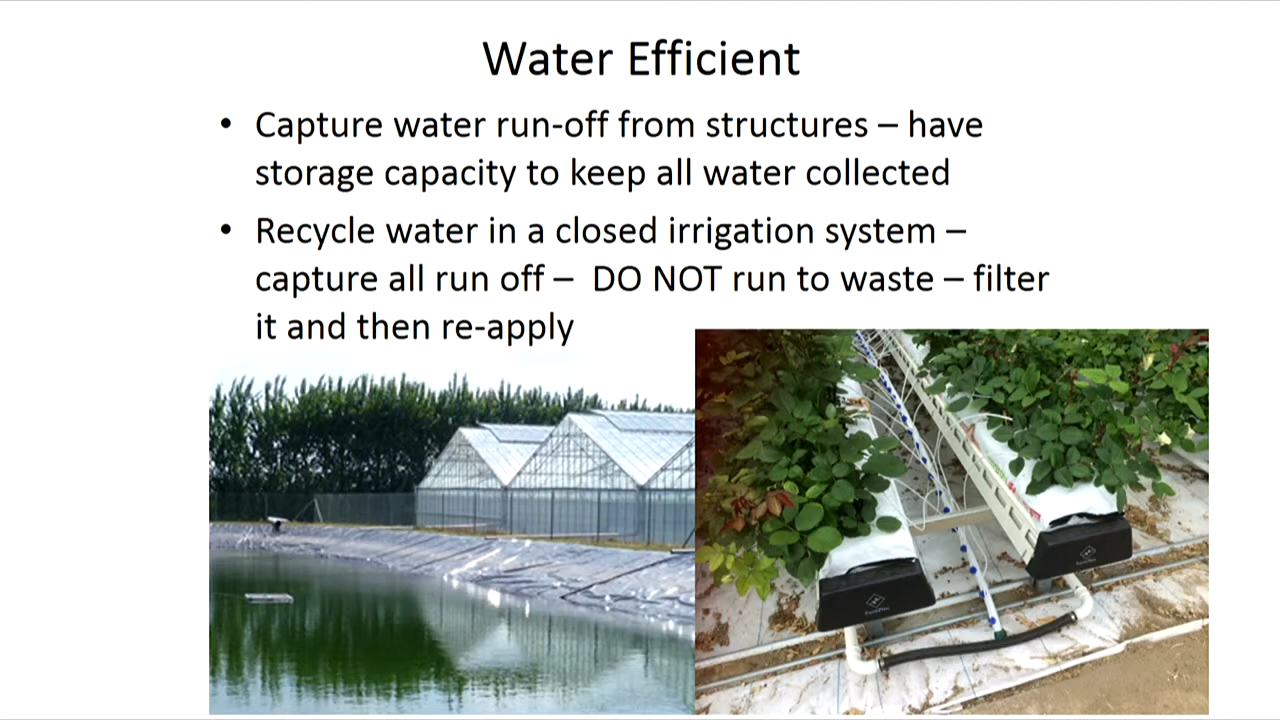 Water Efficient
• Capture water run-off from structures – have
storage capacity to keep all water collected
• Recycle water in a closed irrigation system –
capture all run off – DO NOT run to waste – filter
it and then re-apply